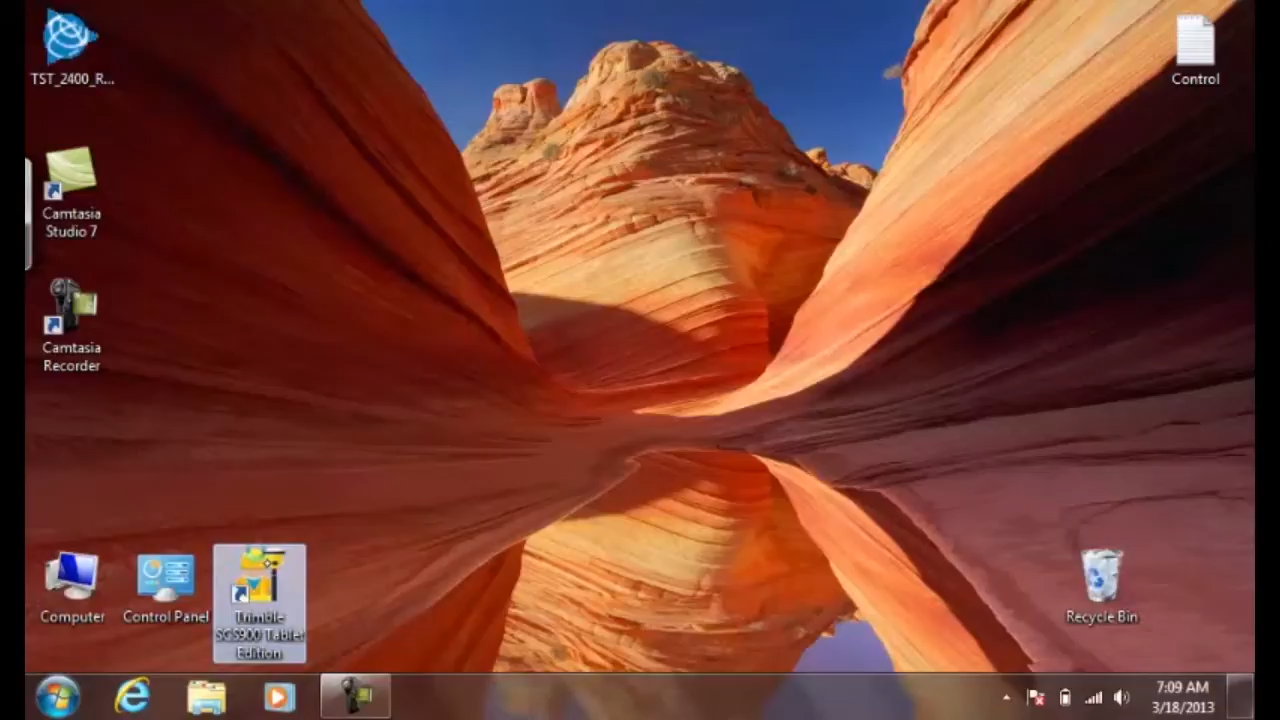 TST_2400_R...
Control
Camtasia
Studio 7
Camtasia
Recorder
Computer
Control Panel
Trimble
SCS900 Tablet
Edition
Recycle Bin
7:09 AM
3/18/2013